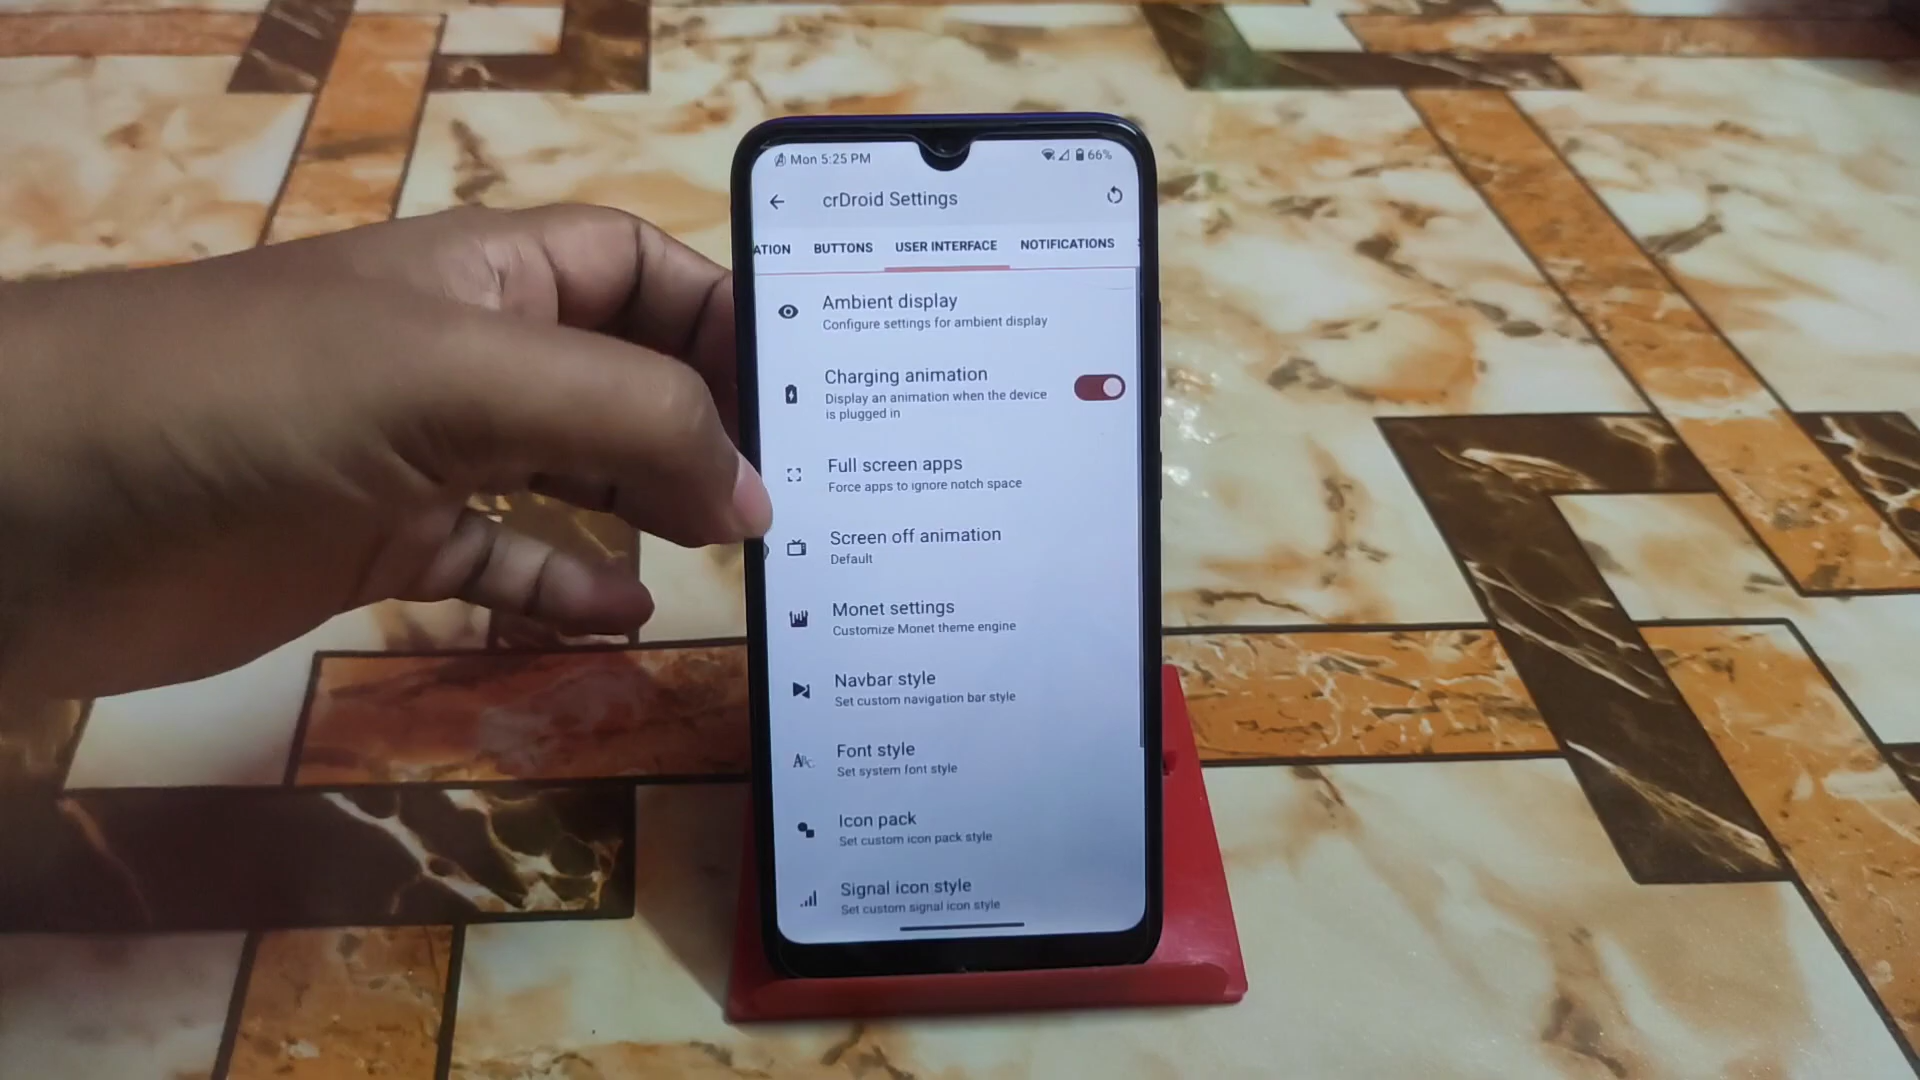 Mon 5:25 PM
66%
crDroid Settings
ATION BUTTONS USER INTERFACE NOTIFICATIONS
Ambient display
Configure settings for ambient display
Charging animation
Display an animation when the device
is plugged in
Full screen apps
Force apps to ignore notch space
Screen off animation
Default
Monet settings
Customize Monet theme engine
Navbar style
Set custom navigation bar style
Font style
Set system font style
Icon pack
Set custom icon pack style
Signal icon style
Set custom signal icon style